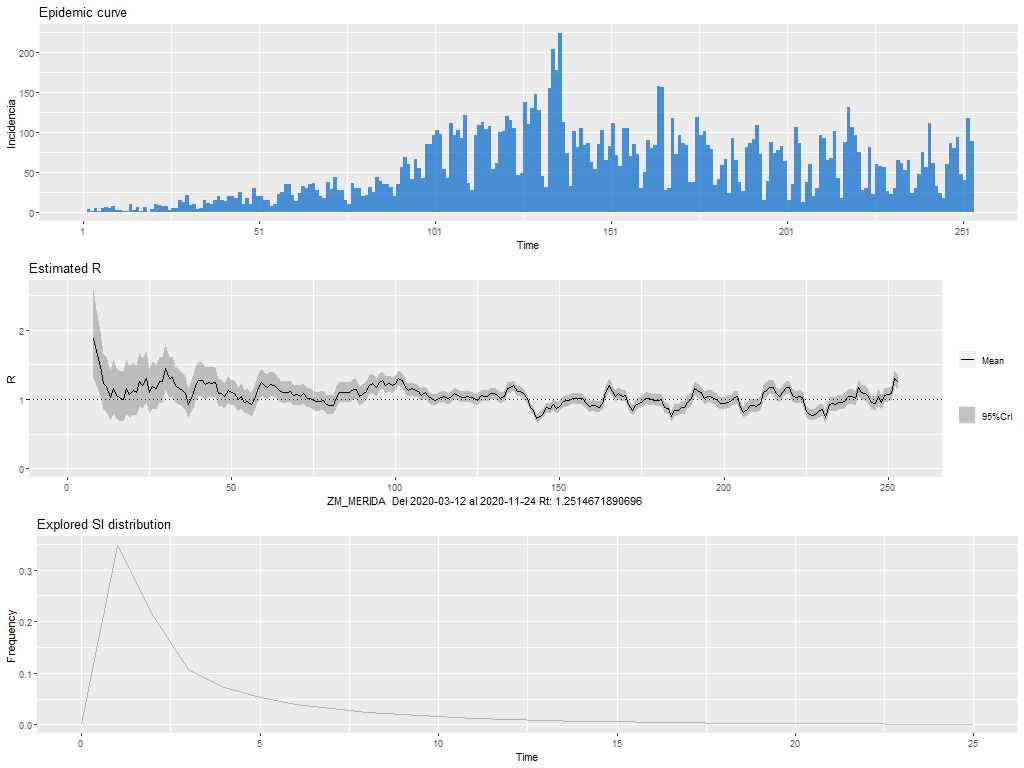 Epidemic curve
Incidencia
200
150
100
50
0
1
51
101
151
201
251
Time
Estimated R
R
2
1
0
0
50
100
150
200
250
Mean
95%CrI
ZM_MERIDA Del 2020-03-12 al 2020-11-24 Rt: 1.2514671890696
Explored SI distribution
Frequency
0.3
0.2
0.1
0.0
0
5
10
15
20
25
Time